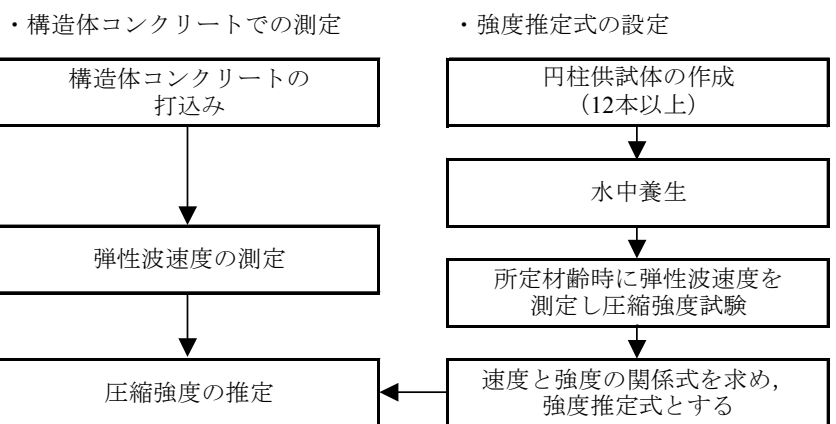 ・構造体コンクリートでの測定
構造体コンクリートの
打込み
弾性波速度の測定
圧縮強度の推定
・強度推定式の設定
円柱供試体の作成
（12本以上）
水中養生
所定材齢時に弾性波速度を
測定し圧縮強度試験
速度と強度の関係式を求め，
強度推定式とする